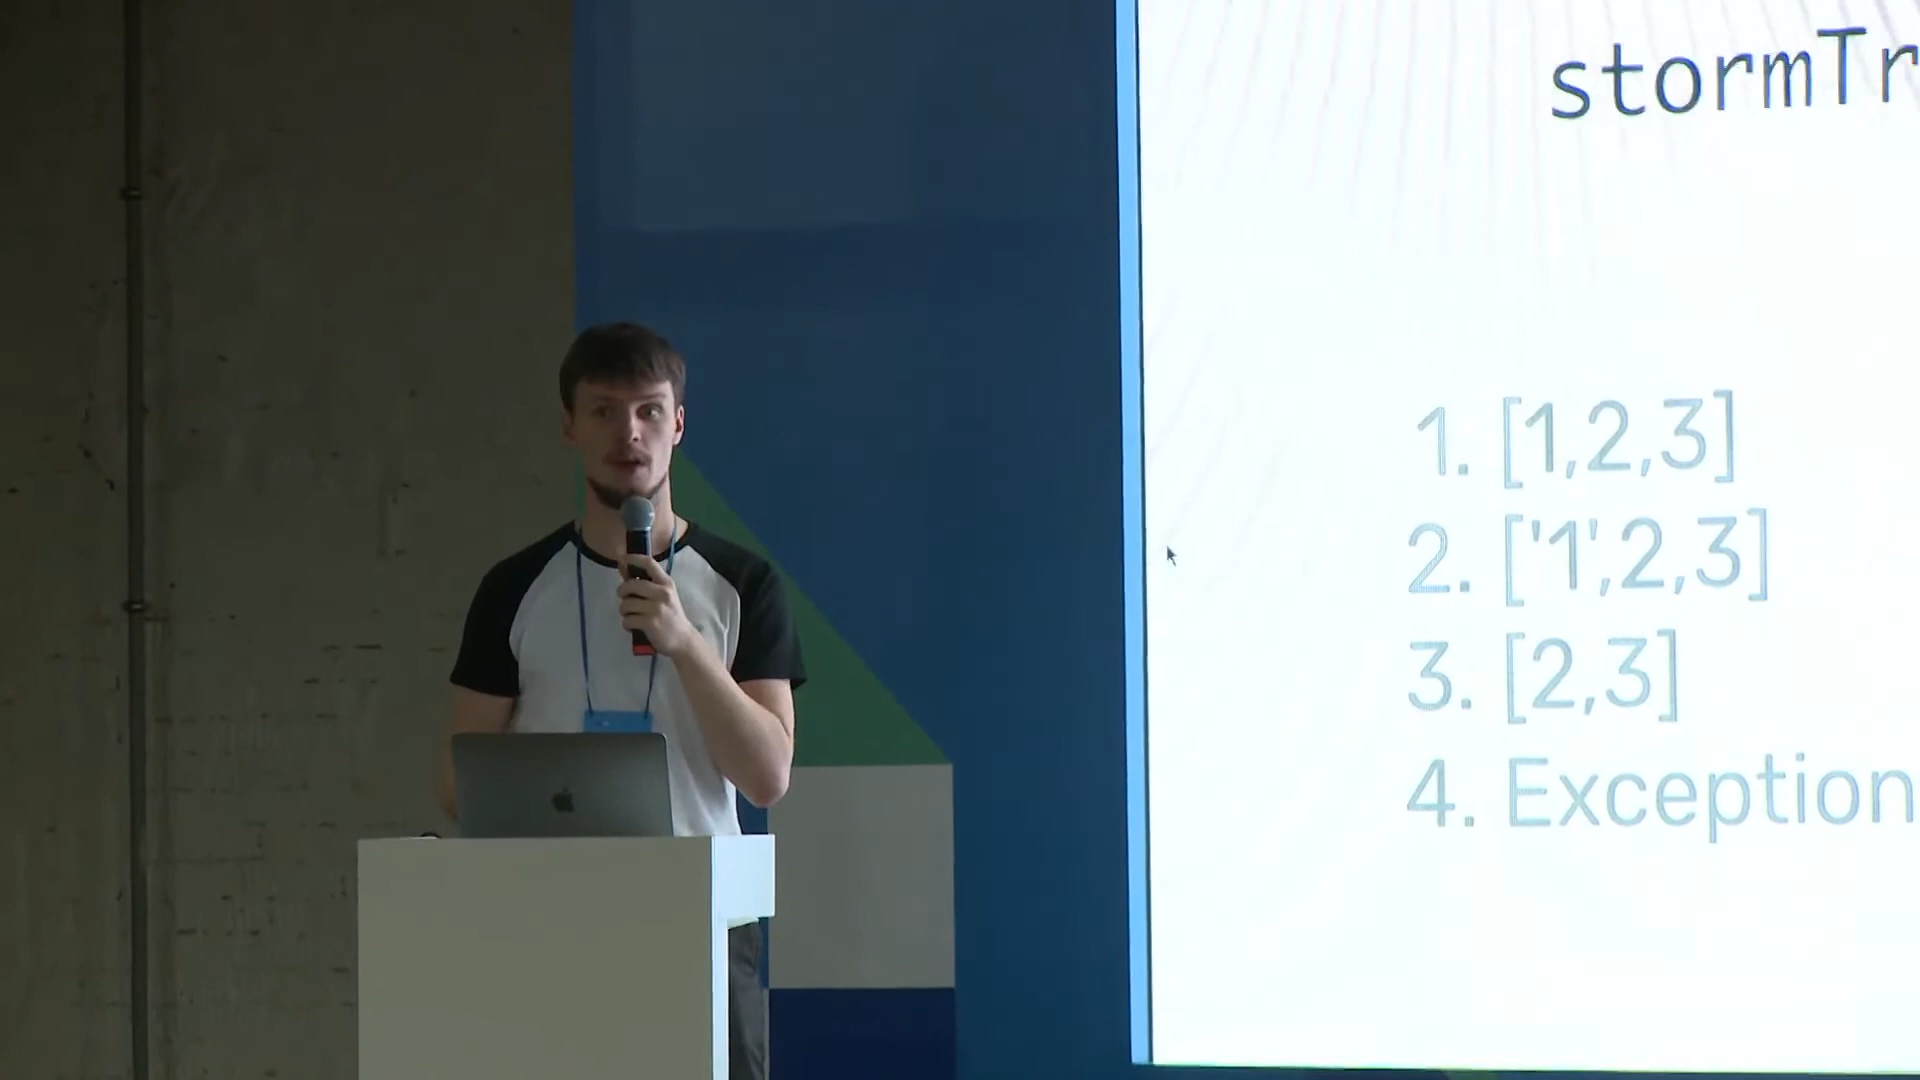 stormTr
1. [1,2,3]
2. ['1',2,3]
3. [2,3]
4. Exception